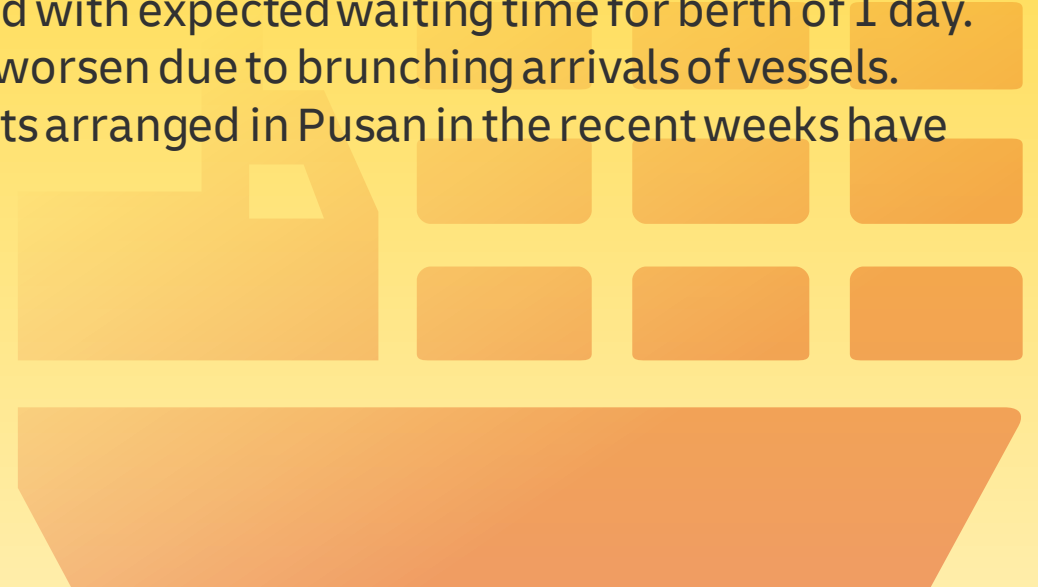 d with expected waiting time for berth of 1 day.
worsen due to brunching arrivals of vessels.
ts arranged in Pusan in the recent weeks have